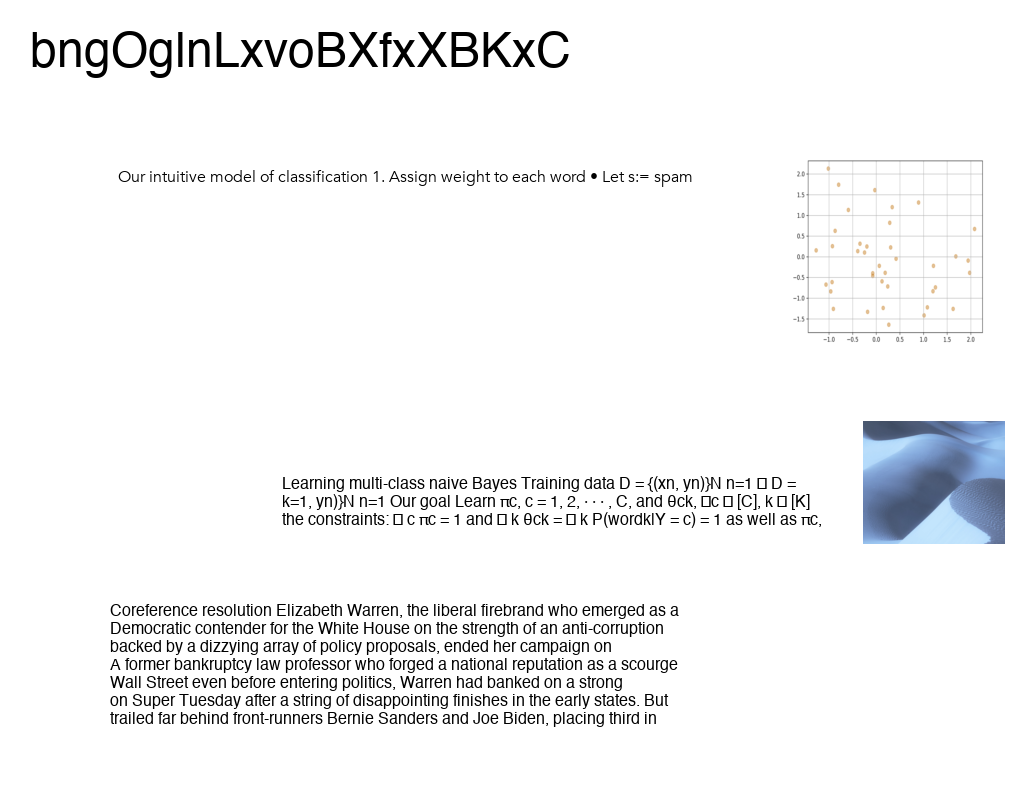 bngOglnLxvoBXfxXBKxC
Our intuitive model of classification 1. Assign weight to each word • Let s:= spam
2.0
1.5
1.0
0.5
0.0
−0.5
−1.0
−1.5
−1.0 −0.5 0.0 0.5 1.0 1.5 2.0
Learning multi-class naive Bayes Training data D = {(xn, yn)}N n=1 □ D =
k=1, yn)}N n=1 Our goal Learn πc, c = 1, 2, · · · , C, and θck, □c □ [C], k □ [K]
the constraints: □ c πc = 1 and □ k θck = □ k P(wordk|Y = c) = 1 as well as πc,
Coreference resolution Elizabeth Warren, the liberal firebrand who emerged as a
Democratic contender for the White House on the strength of an anti-corruption
backed by a dizzying array of policy proposals, ended her campaign on
A former bankruptcy law professor who forged a national reputation as a scourge
Wall Street even before entering politics, Warren had banked on a strong
on Super Tuesday after a string of disappointing finishes in the early states. But
trailed far behind front-runners Bernie Sanders and Joe Biden, placing third in